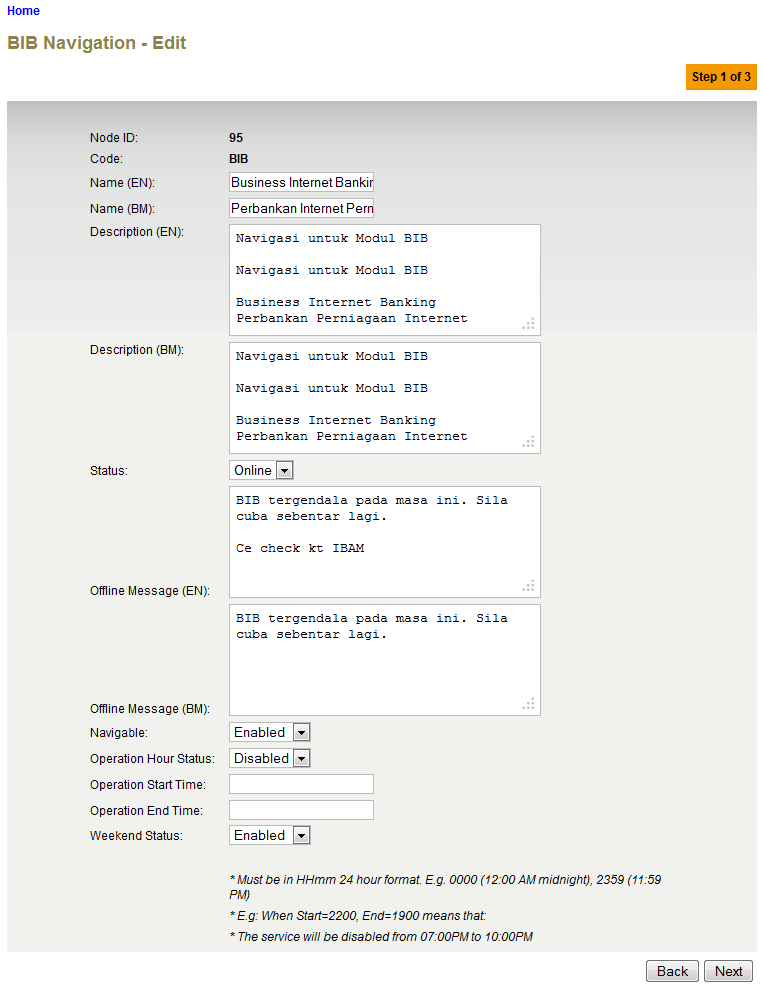 Home
BIB Navigation - Edit
Step 1 of 3
Node ID: 95
Code: BIB
Name (EN): Business Internet Bankin
Name (BM): Perbankan Internet Pern
Description (EN):
Navigasi untuk Modul BIB
Navigasi untuk Modul BIB
Business Internet Banking
Perbankan Perniagaan Internet
Description (BM):
Navigasi untuk Modul BIB
Navigasi untuk Modul BIB
Business Internet Banking
Perbankan Perniagaan Internet
Status: Online
BIB tergendala pada masa ini. Sila
cuba sebentar lagi.
Ce check kt IBAM
Offline Message (EN):
BIB tergendala pada masa ini. Sila
cuba sebentar lagi.
Offline Message (BM):
Navigable: Enabled
Operation Hour Status: Disabled
Operation Start Time:
Operation End Time:
Weekend Status: Enabled
* Must be in HHmm 24 hour format. E.g. 0000 (12:00 AM midnight), 2359 (11:59
PM)
* E.g: When Start=2200, End=1900 means that:
* The service will be disabled from 07:00PM to 10:00PM
Back Next